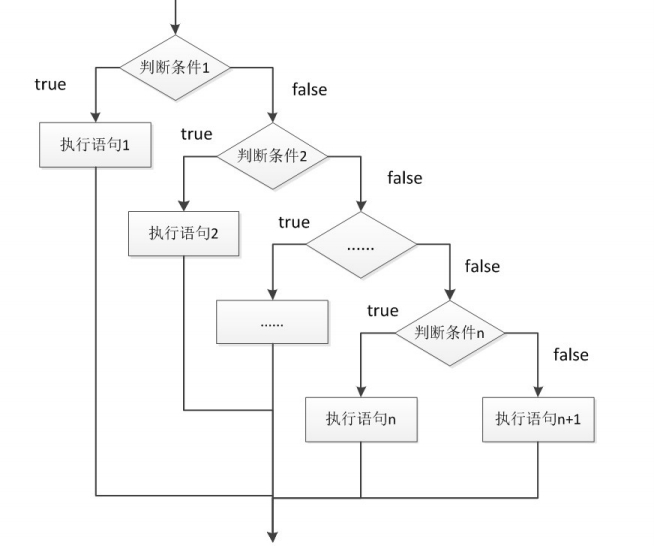 判断条件1
true
false
执行语句1
true
判断条件2
false
执行语句2
true
......
false
......
true
判断条件n
false
执行语句n
执行语句n+1